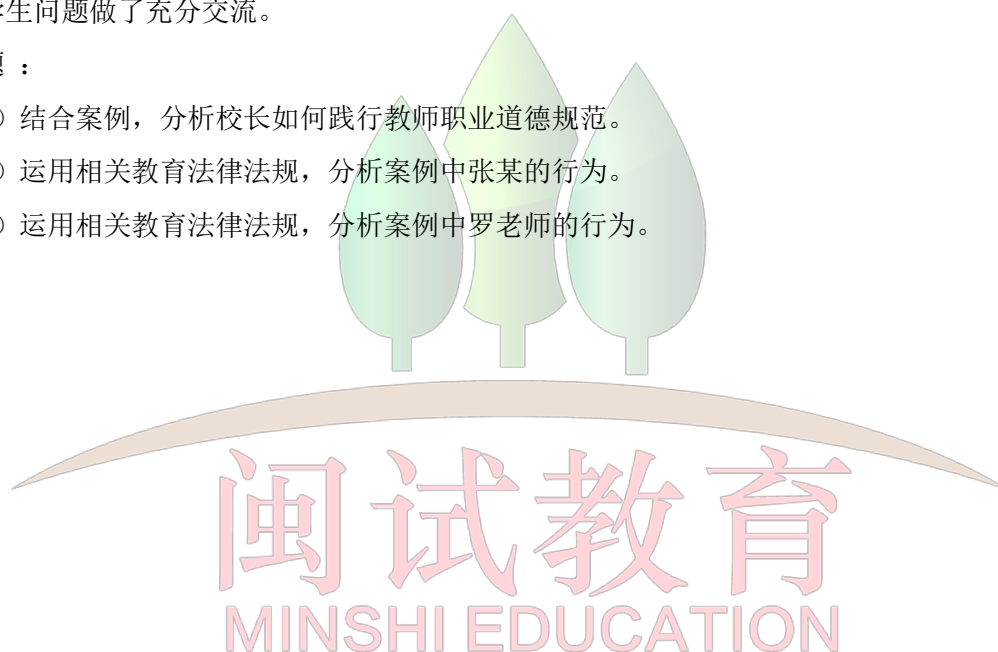 生问题做了充分交流。
：
）结合案例，分析校长如何践行教师职业道德规范。
）运用相关教育法律法规，分析案例中张某的行为。
）运用相关教育法律法规，分析案例中罗老师的行为。
闽试教育
MINSHI EDUCATION